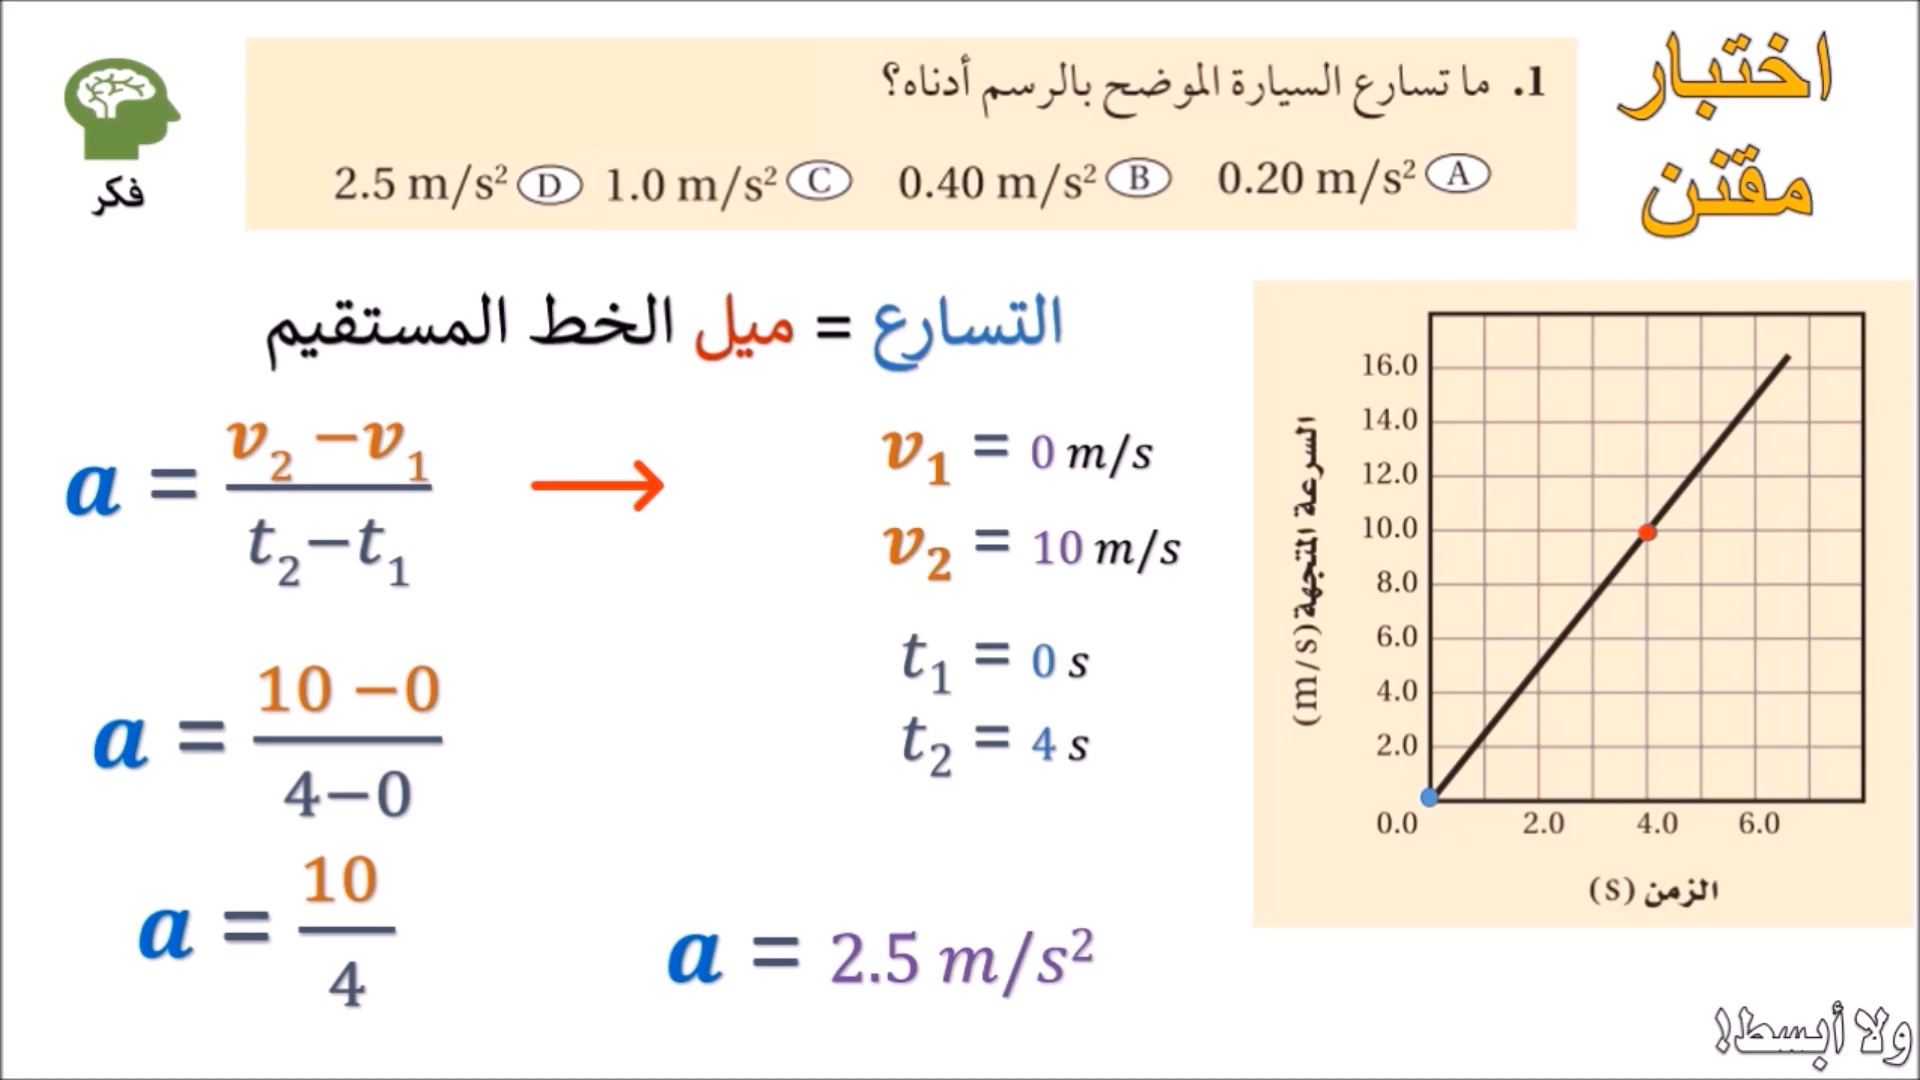 اختبار
مقنن
1. ما تسارع السيارة الموضح بالرسم أدناه؟
A 0.20 m/s² B 0.40 m/s² C 1.0 m/s² D 2.5 m/s²
فكر
التسارع = ميل الخط المستقيم
a = (v₂ − v₁) / (t₂ − t₁) →
v₁ = 0 m/s
v₂ = 10 m/s
t₁ = 0 s
t₂ = 4 s
a = (10 − 0) / (4 − 0)
a = 10 / 4
a = 2.5 m/s²
السرعة المتجهة (m/s)
16.0
14.0
12.0
10.0
8.0
6.0
4.0
2.0
0.0 2.0 4.0 6.0
الزمن (s)
ولا أبسط!